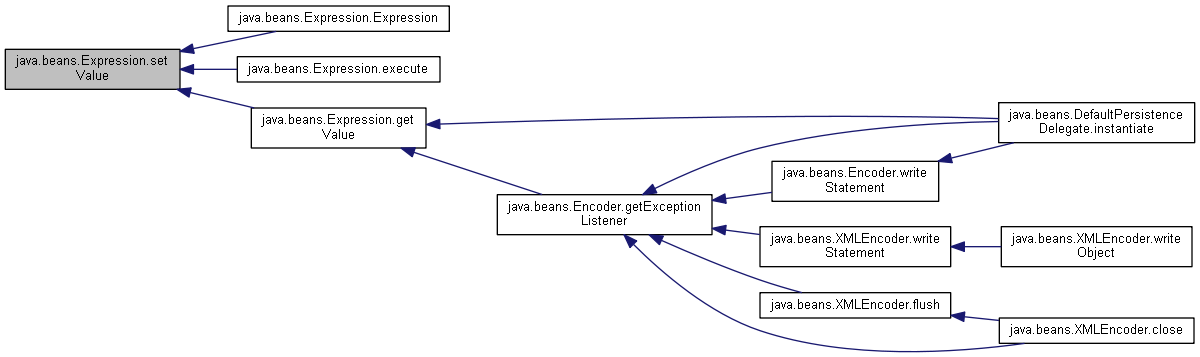 java.beans.Expression.Expression
java.beans.Expression.set
Value
java.beans.Expression.execute
java.beans.Expression.get
Value
java.beans.DefaultPersistence
Delegate.instantiate
java.beans.Encoder.write
Statement
java.beans.Encoder.getException
Listener
java.beans.XMLEncoder.write
Statement
java.beans.XMLEncoder.write
Object
java.beans.XMLEncoder.flush
java.beans.XMLEncoder.close